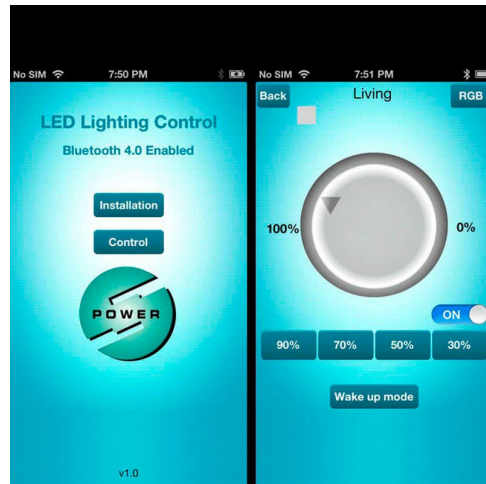 No SIM 7:50 PM
LED Lighting Control
Bluetooth 4.0 Enabled
Installation
Control
POWER
v1.0
No SIM 7:51 PM
Back Living RGB
100% 0%
ON
90% 70% 50% 30%
Wake up mode